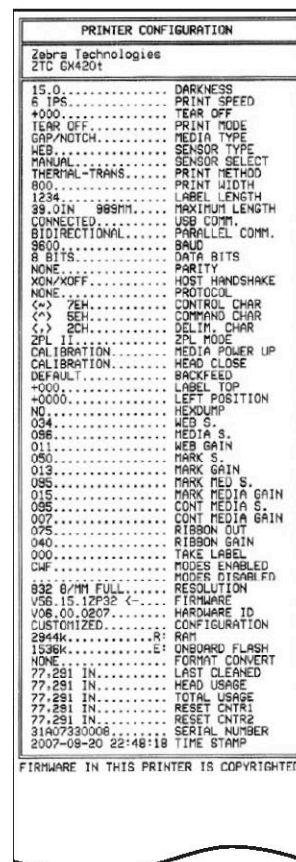 PRINTER CONFIGURATION
Zebra Technologies
ZTC GX420t
15.0............... DARKNESS
6 IPS.............. PRINT SPEED
+000............... TEAR OFF
TEAR OFF........... PRINT MODE
GAP/NOTCH.......... MEDIA TYPE
WEB................ SENSOR TYPE
MANUAL............. SENSOR SELECT
THERMAL-TRANS...... PRINT METHOD
800................ PRINT WIDTH
1234............... LABEL LENGTH
39.0IN 989MM..... MAXIMUM LENGTH
CONNECTED.......... USB COMM.
BIDIRECTIONAL...... PARALLEL COMM.
9600............... BAUD
8 BITS............. DATA BITS
NONE............... PARITY
XON/XOFF........... HOST HANDSHAKE
NONE............... PROTOCOL
<~> 7EH........... CONTROL CHAR
<^> 5EH........... COMMAND CHAR
<,> 2CH........... DELIM. CHAR
ZPL II............. ZPL MODE
CALIBRATION........ MEDIA POWER UP
CALIBRATION........ HEAD CLOSE
DEFAULT............ BACKFEED
+000............... LABEL TOP
+0000.............. LEFT POSITION
NO................. HEXDUMP
034................ WEB S.
096................ MEDIA S.
011................ WEB GAIN
050................ MARK S.
013................ MARK GAIN
095................ MARK MED S.
015................ MARK MEDIA GAIN
095................ CONT MEDIA S.
007................ CONT MEDIA GAIN
075................ RIBBON OUT
040................ RIBBON GAIN
000................ TAKE LABEL
CWF................ MODES ENABLED
................... MODES DISABLED
832 8/MM FULL...... RESOLUTION
V56.15.12P32 <-.... FIRMWARE
V06.00.0207........ HARDWARE ID
CUSTOMIZED......... CONFIGURATION
2944k............R: RAM
1536k............E: ONBOARD FLASH
NONE............... FORMAT CONVERT
77,291 IN.......... LAST CLEANED
77,291 IN.......... HEAD USAGE
77,291 IN.......... TOTAL USAGE
77,291 IN.......... RESET CNTR1
77,291 IN.......... RESET CNTR2
31A07330008........ SERIAL NUMBER
2007-09-20 22:48:18 TIME STAMP
FIRMWARE IN THIS PRINTER IS COPYRIGHTED